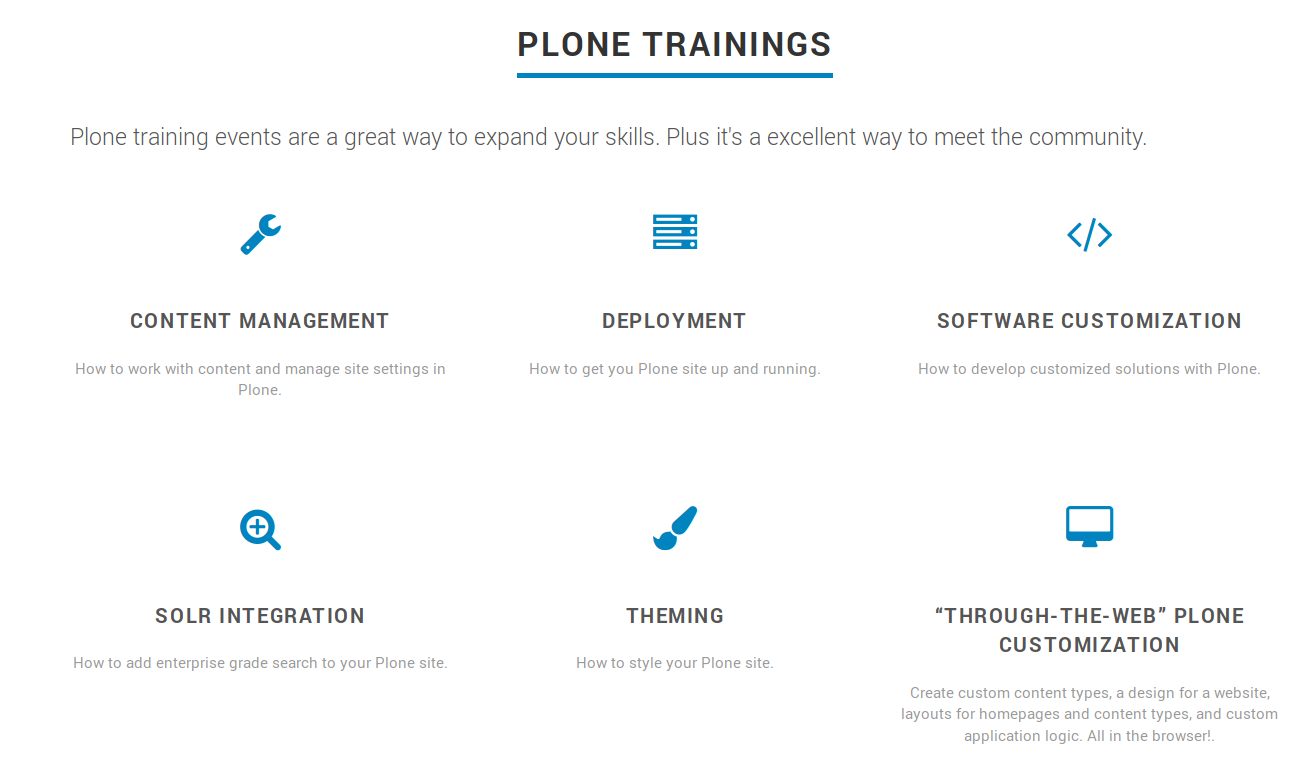 PLONE TRAININGS
Plone training events are a great way to expand your skills. Plus it's a excellent way to meet the community.
CONTENT MANAGEMENT
How to work with content and manage site settings in
Plone.
DEPLOYMENT
How to get you Plone site up and running.
SOFTWARE CUSTOMIZATION
How to develop customized solutions with Plone.
SOLR INTEGRATION
How to add enterprise grade search to your Plone site.
THEMING
How to style your Plone site.
“THROUGH-THE-WEB” PLONE
CUSTOMIZATION
Create custom content types, a design for a website,
layouts for homepages and content types, and custom
application logic. All in the browser!.